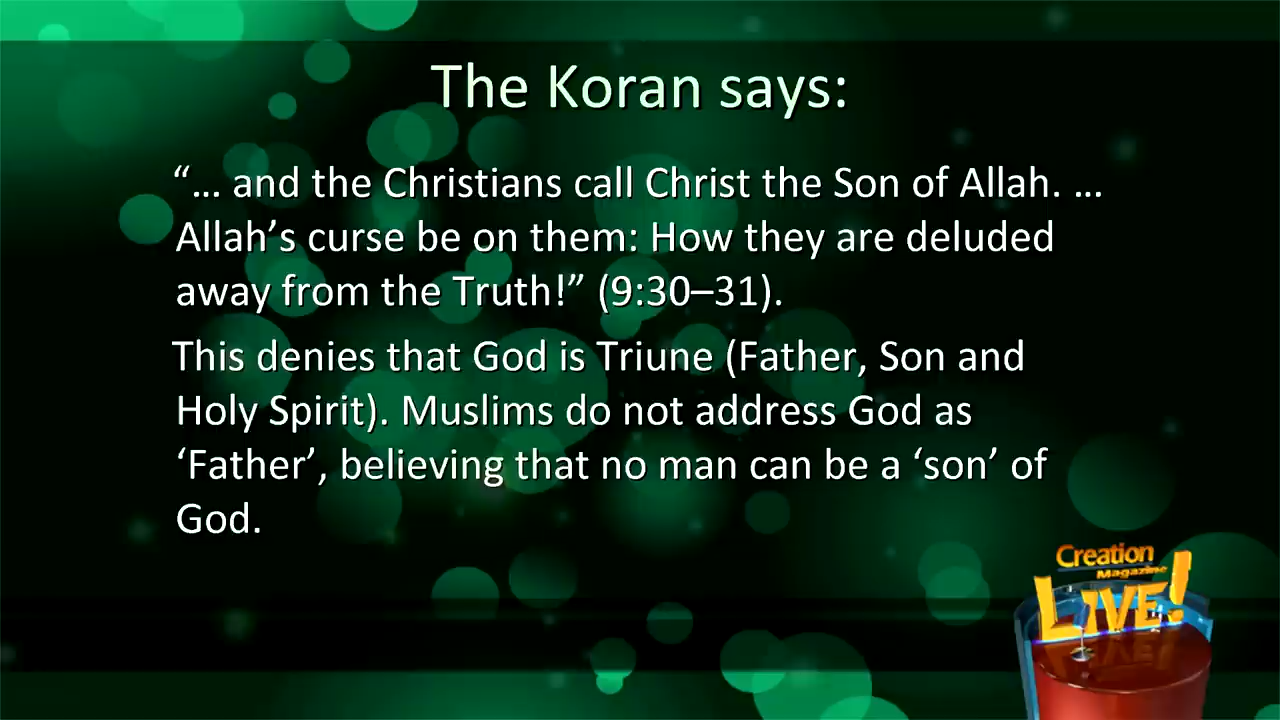 The Koran says:
“… and the Christians call Christ the Son of Allah. …
Allah’s curse be on them: How they are deluded
away from the Truth!” (9:30–31).
This denies that God is Triune (Father, Son and
Holy Spirit). Muslims do not address God as
‘Father’, believing that no man can be a ‘son’ of
God.
Creation
Magazine
LIVE!